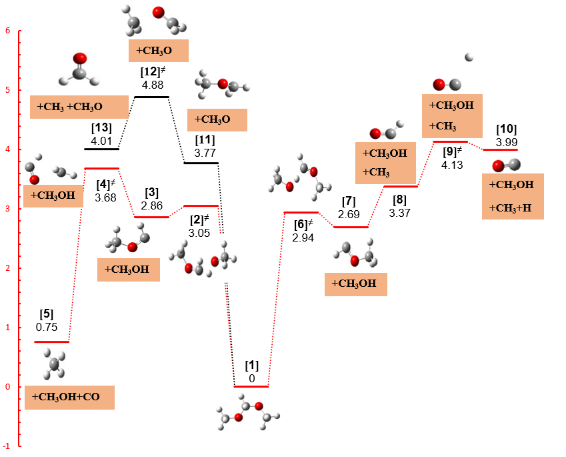 6
5
4
3
2
1
0
-1
+CH₃O
[12]≠
4.88
+CH₃ +CH₃O
[13]
4.01
+CH₃O
[11]
3.77
+CH₃OH
[4]≠
3.68
[3]
2.86
+CH₃OH
[2]≠
3.05
[5]
0.75
+CH₃OH+CO
[1]
0
[6]≠
2.94
[7]
2.69
+CH₃OH
+CH₃OH
+CH₃
[8]
3.37
+CH₃OH
+CH₃
[9]≠
4.13
[10]
3.99
+CH₃OH
+CH₃+H